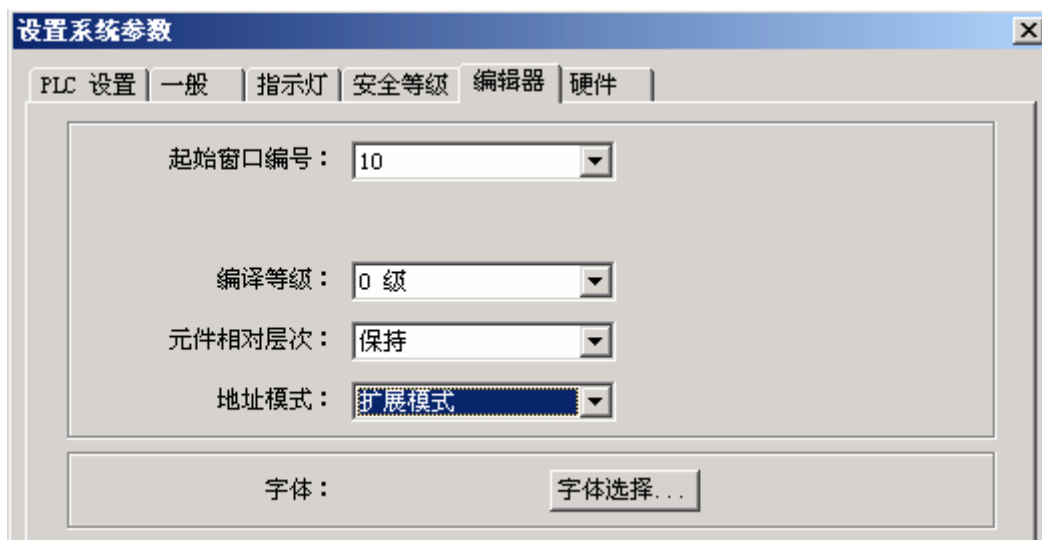 设置系统参数
PLC 设置 一般 指示灯 安全等级 编辑器 硬件
起始窗口编号： 10
编译等级： 0 级
元件相对层次： 保持
地址模式： 扩展模式
字体： 字体选择...